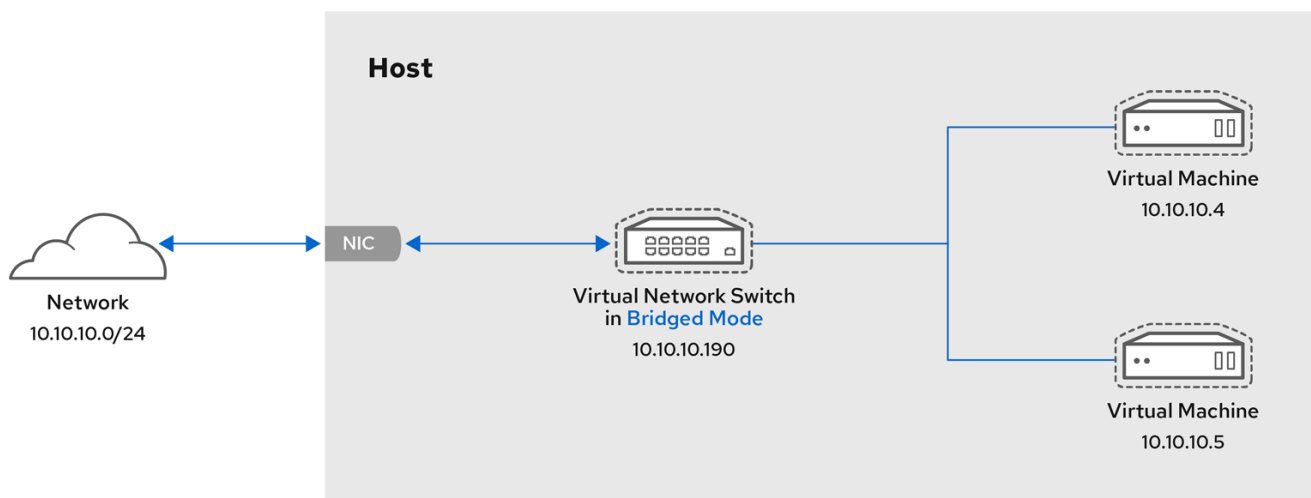 Host
NIC
Network
10.10.10.0/24
Virtual Network Switch
in Bridged Mode
10.10.10.190
Virtual Machine
10.10.10.4
Virtual Machine
10.10.10.5